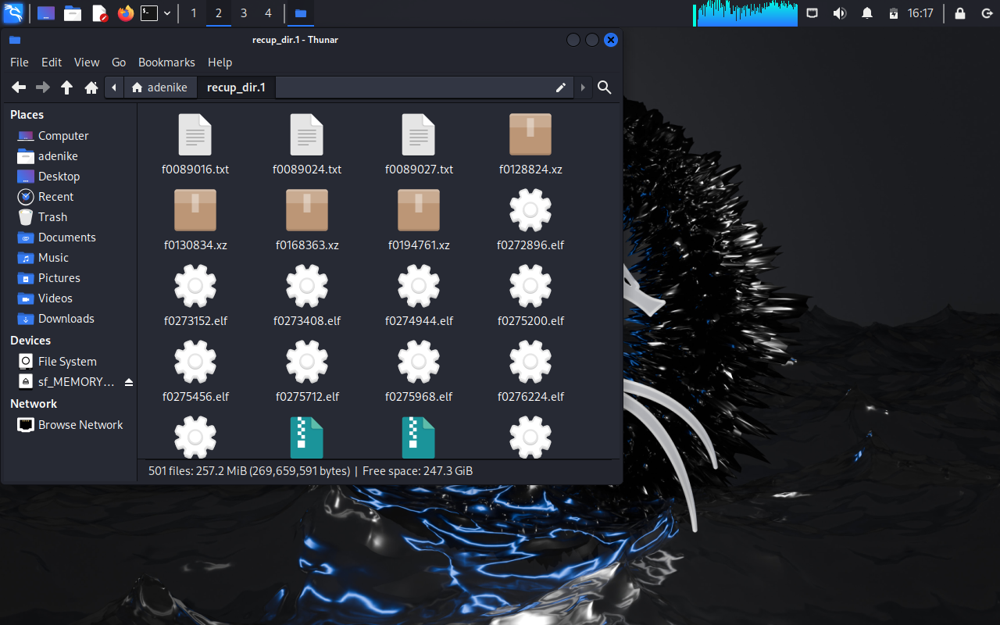 1 2 3 4 16:17
recup_dir.1 - Thunar
File Edit View Go Bookmarks Help
adenike recup_dir.1
Places
Computer
adenike
Desktop
Recent
Trash
Documents
Music
Pictures
Videos
Downloads
Devices
File System
sf_MEMORY...
Network
Browse Network
f0089016.txt f0089024.txt f0089027.txt f0128824.xz
f0130834.xz f0168363.xz f0194761.xz f0272896.elf
f0273152.elf f0273408.elf f0274944.elf f0275200.elf
f0275456.elf f0275712.elf f0275968.elf f0276224.elf
501 files: 257.2 MiB (269,659,591 bytes) | Free space: 247.3 GiB